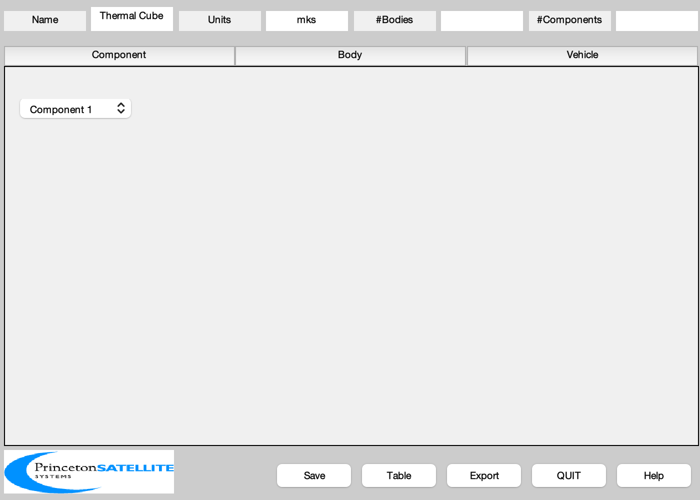 Name Thermal Cube Units mks #Bodies #Components
Component Body Vehicle
Component 1
PrincetonSATELLITE
SYSTEMS
Save Table Export QUIT Help